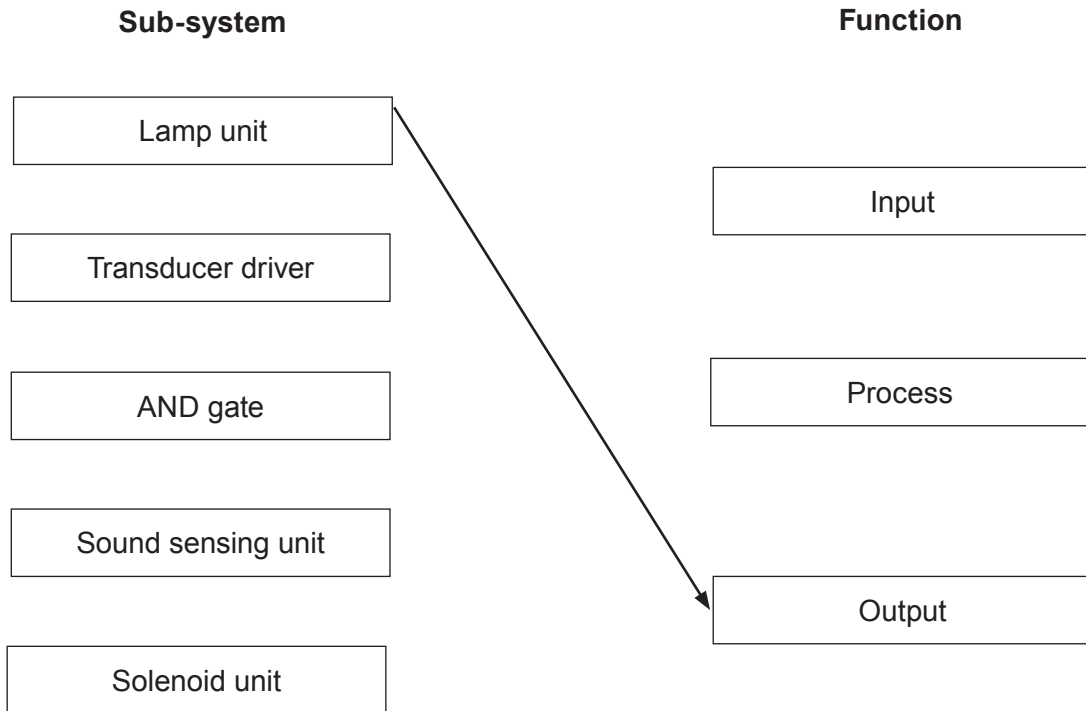 Sub-system
Function
Lamp unit
Input
Transducer driver
Process
AND gate
Sound sensing unit
Output
Solenoid unit